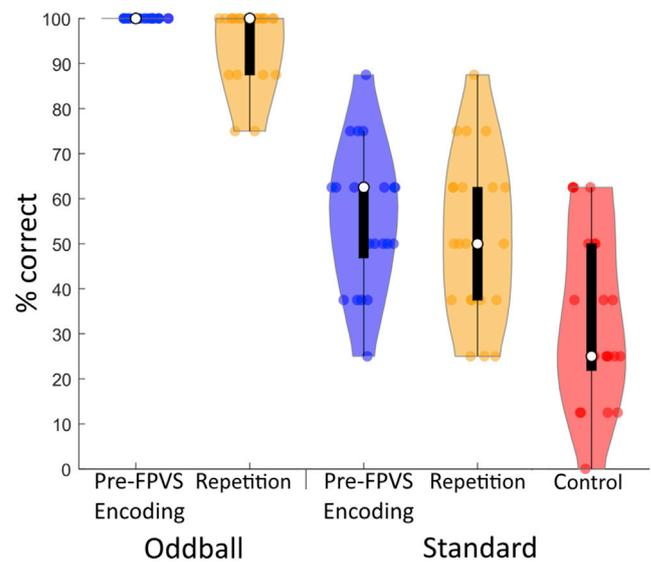 % correct
100
90
80
70
60
50
40
30
20
10
0
Pre-FPVS Encoding
Repetition
Pre-FPVS Encoding
Repetition
Control
Oddball
Standard